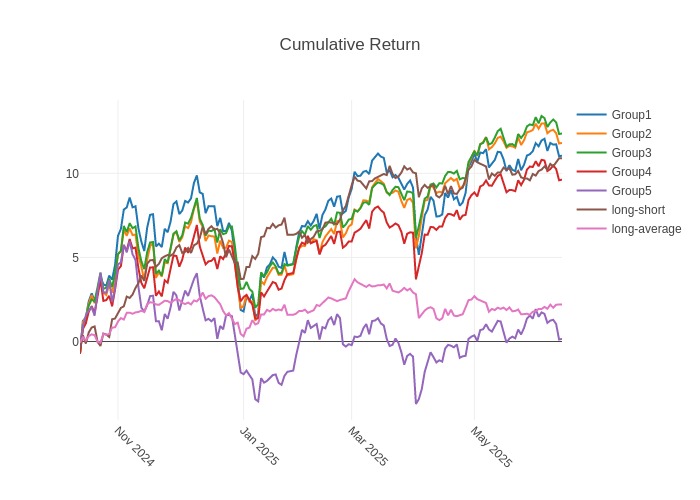 Cumulative Return
10
5
0
Nov 2024
Jan 2025
Mar 2025
May 2025
Group1
Group2
Group3
Group4
Group5
long-short
long-average